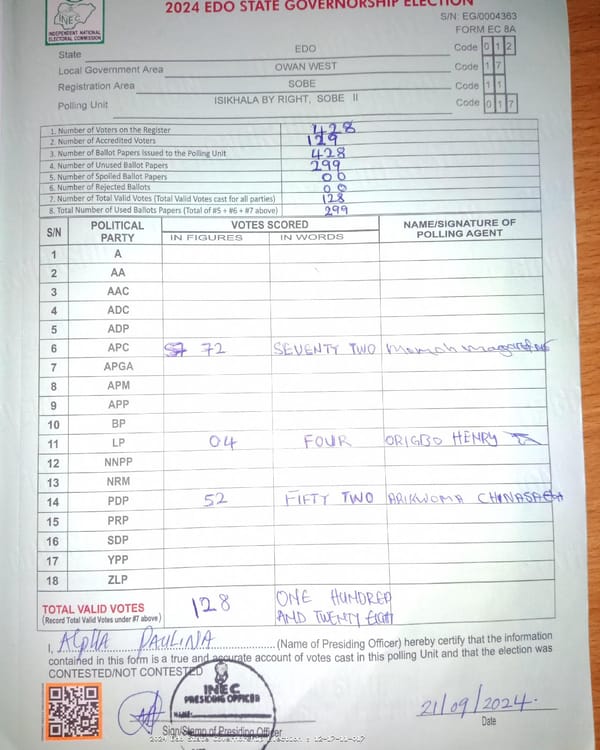 2024 EDO STATE GOVERNORSHIP ELECTION
INEC
INDEPENDENT NATIONAL ELECTORAL COMMISSION
S/N: EG/0004363
FORM EC 8A
State EDO Code 0 1 2
Local Government Area OWAN WEST Code 1 7
Registration Area SOBE Code 1 1
Polling Unit ISIKHALA BY RIGHT, SOBE II Code 0 1 7
1. Number of Voters on the Register 428
2. Number of Accredited Voters 129
3. Number of Ballot Papers Issued to the Polling Unit 428
4. Number of Unused Ballot Papers 299
5. Number of Spoiled Ballot Papers 00
6. Number of Rejected Ballots 00
7. Number of Total Valid Votes (Total Valid Votes cast for all parties) 128
8. Total Number of Used Ballots Papers (Total of #5 + #6 + #7 above) 299
S/N POLITICAL PARTY VOTES SCORED NAME/SIGNATURE OF POLLING AGENT
IN FIGURES IN WORDS
1 A
2 AA
3 AAC
4 ADC
5 ADP
6 APC 72 SEVENTY TWO Momoh
7 APGA
8 APM
9 APP
10 BP
11 LP 04 FOUR ORIGBO HENRY
12 NNPP
13 NRM
14 PDP 52 FIFTY TWO ARIKWOMA
15 PRP
16 SDP
17 YPP
18 ZLP
TOTAL VALID VOTES 128 ONE HUNDRED
(Record Total Valid Votes under #7 above) AND TWENTY EIGHT
I, Alpha PAULINA (Name of Presiding Officer) hereby certify that the information
contained in this form is a true and accurate account of votes cast in this polling Unit and that the election was
CONTESTED/NOT CONTESTED
INEC
PRESIDING OFFICER
NAME:
21/09/2024.
Sign/Stamp of Presiding Officer Date
2024 Edo State Governorship Election